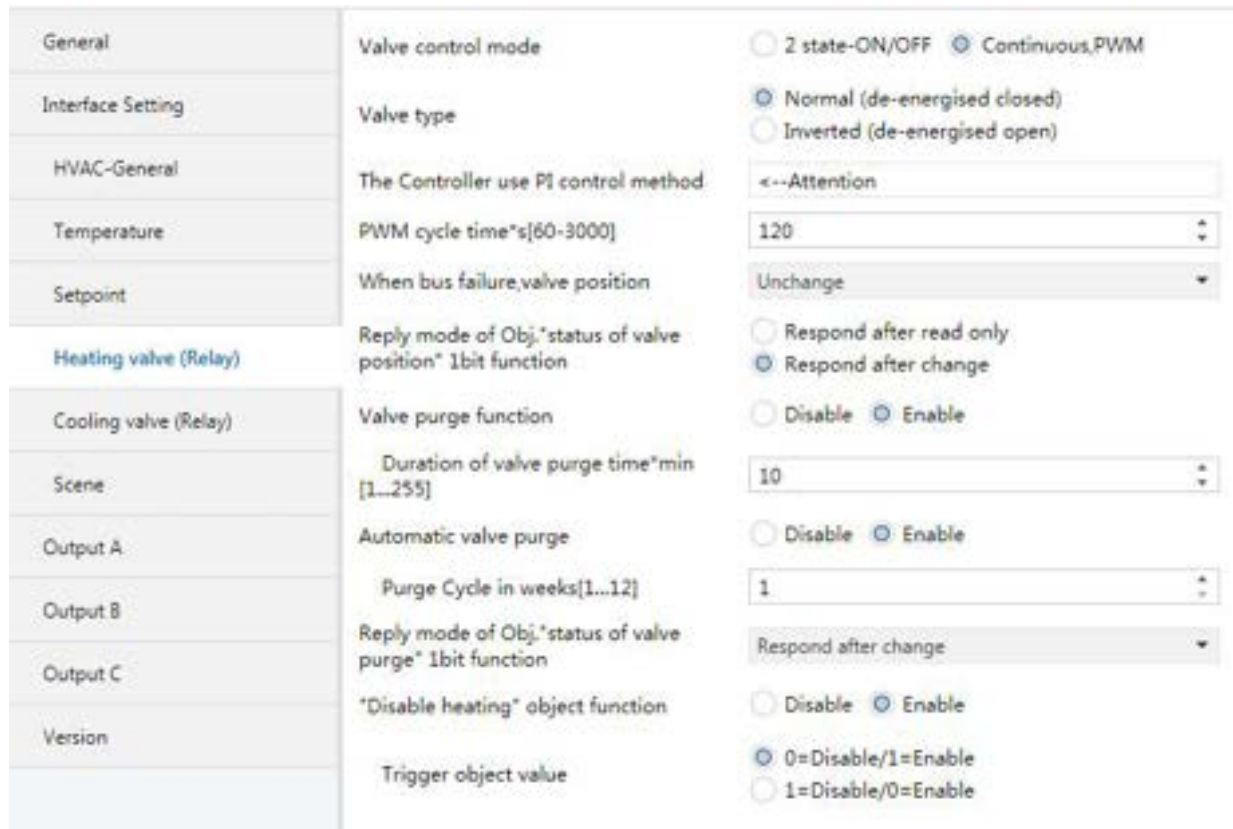 General
Interface Setting
HVAC-General
Temperature
Setpoint
Heating valve (Relay)
Cooling valve (Relay)
Scene
Output A
Output B
Output C
Version
Valve control mode
2 state-ON/OFF Continuous,PWM
Valve type
Normal (de-energised closed)
Inverted (de-energised open)
The Controller use PI control method
<--Attention
PWM cycle time*s[60-3000]
120
When bus failure,valve position
Unchange
Reply mode of Obj."status of valve
position" 1bit function
Respond after read only
Respond after change
Valve purge function
Disable Enable
Duration of valve purge time*min
[1...255]
10
Automatic valve purge
Disable Enable
Purge Cycle in weeks[1...12]
1
Reply mode of Obj."status of valve
purge" 1bit function
Respond after change
"Disable heating" object function
Disable Enable
Trigger object value
0=Disable/1=Enable
1=Disable/0=Enable